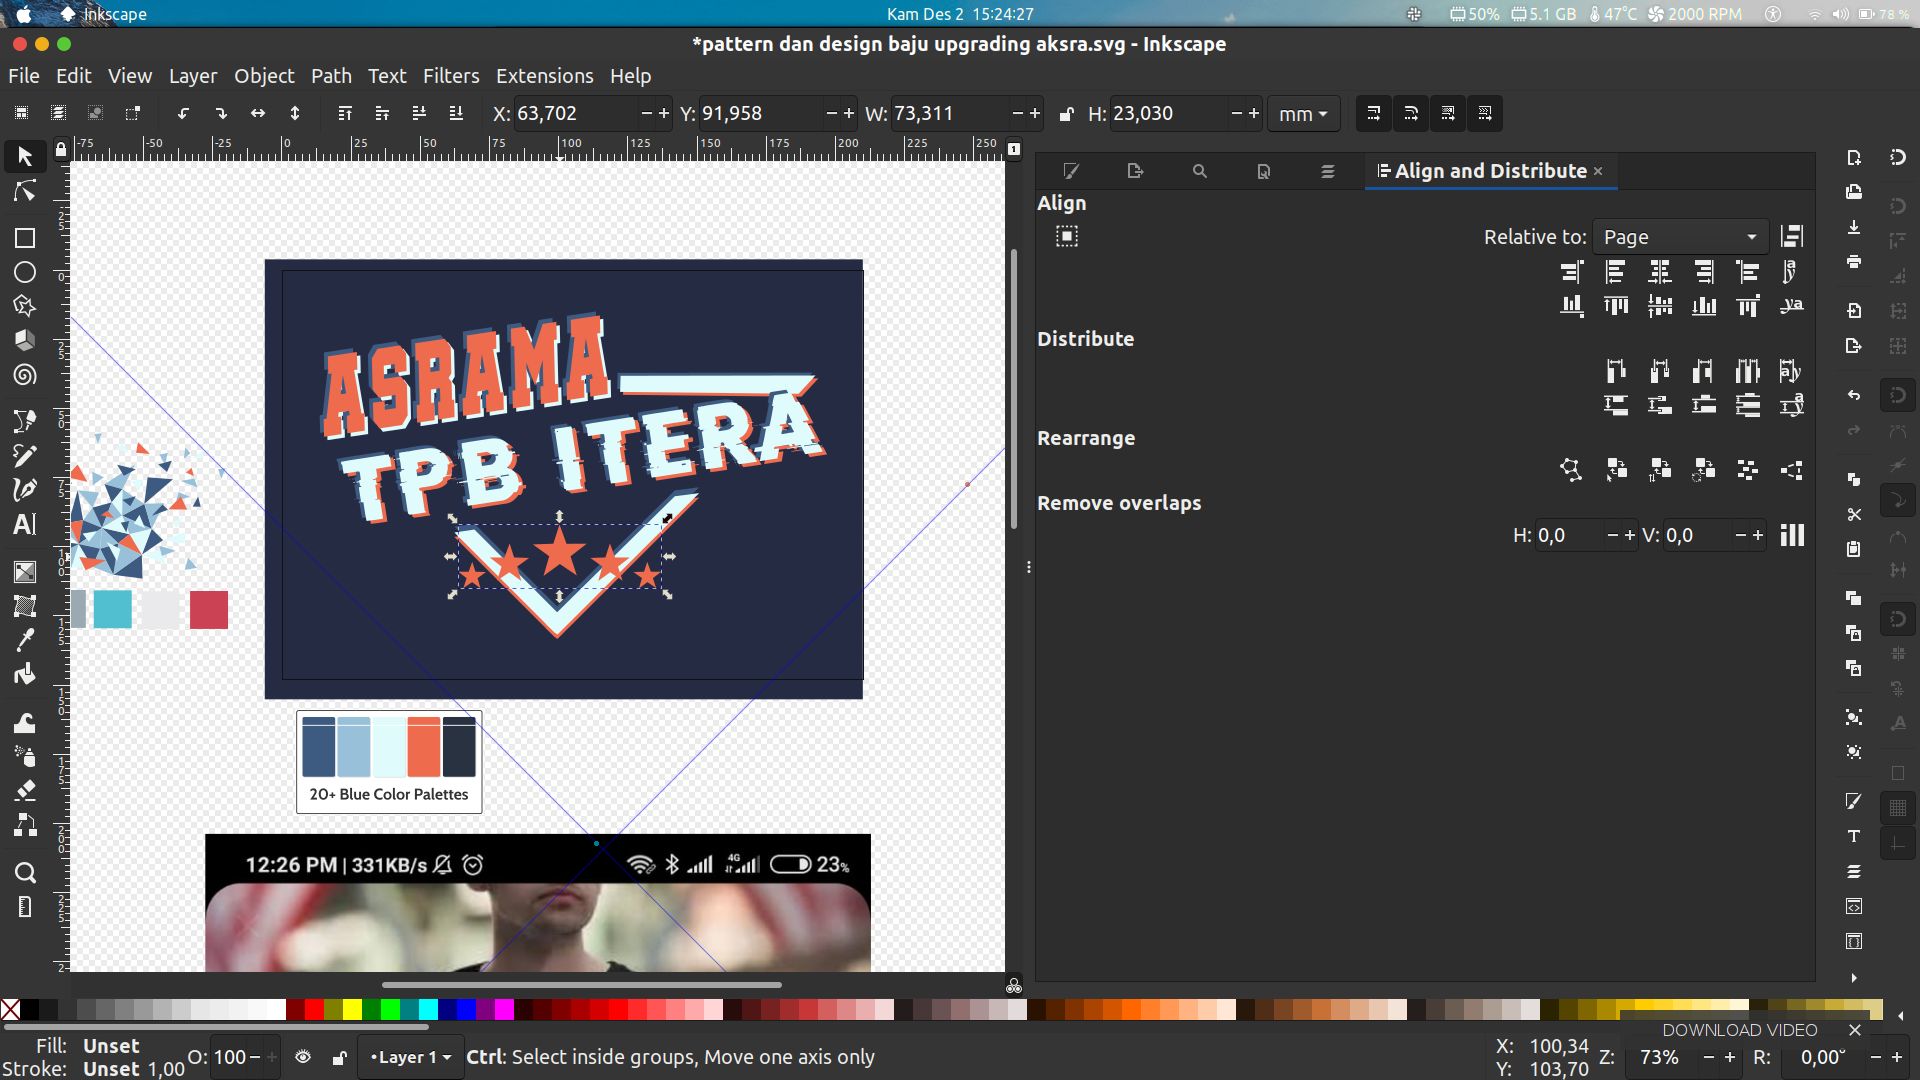 Inkscape
Kam Des 2 15:24:27
50% 5.1 GB 47°C 2000 RPM 78 %
*pattern dan design baju upgrading aksra.svg - Inkscape
File Edit View Layer Object Path Text Filters Extensions Help
X: 63,702 Y: 91,958 W: 73,311 H: 23,030 mm
-75 -50 -25 0 25 50 75 100 125 150 175 200 225 250
1
Align and Distribute
Align
Relative to: Page
Distribute
Rearrange
Remove overlaps
H: 0,0 V: 0,0
ASRAMA
TPB ITERA
20+ Blue Color Palettes
12:26 PM | 331KB/s 4G 23%
DOWNLOAD VIDEO
Fill: Unset
Stroke: Unset 1,00 O: 100 •Layer 1 Ctrl: Select inside groups, Move one axis only
X: 100,34
Y: 103,70
Z: 73% R: 0,00°